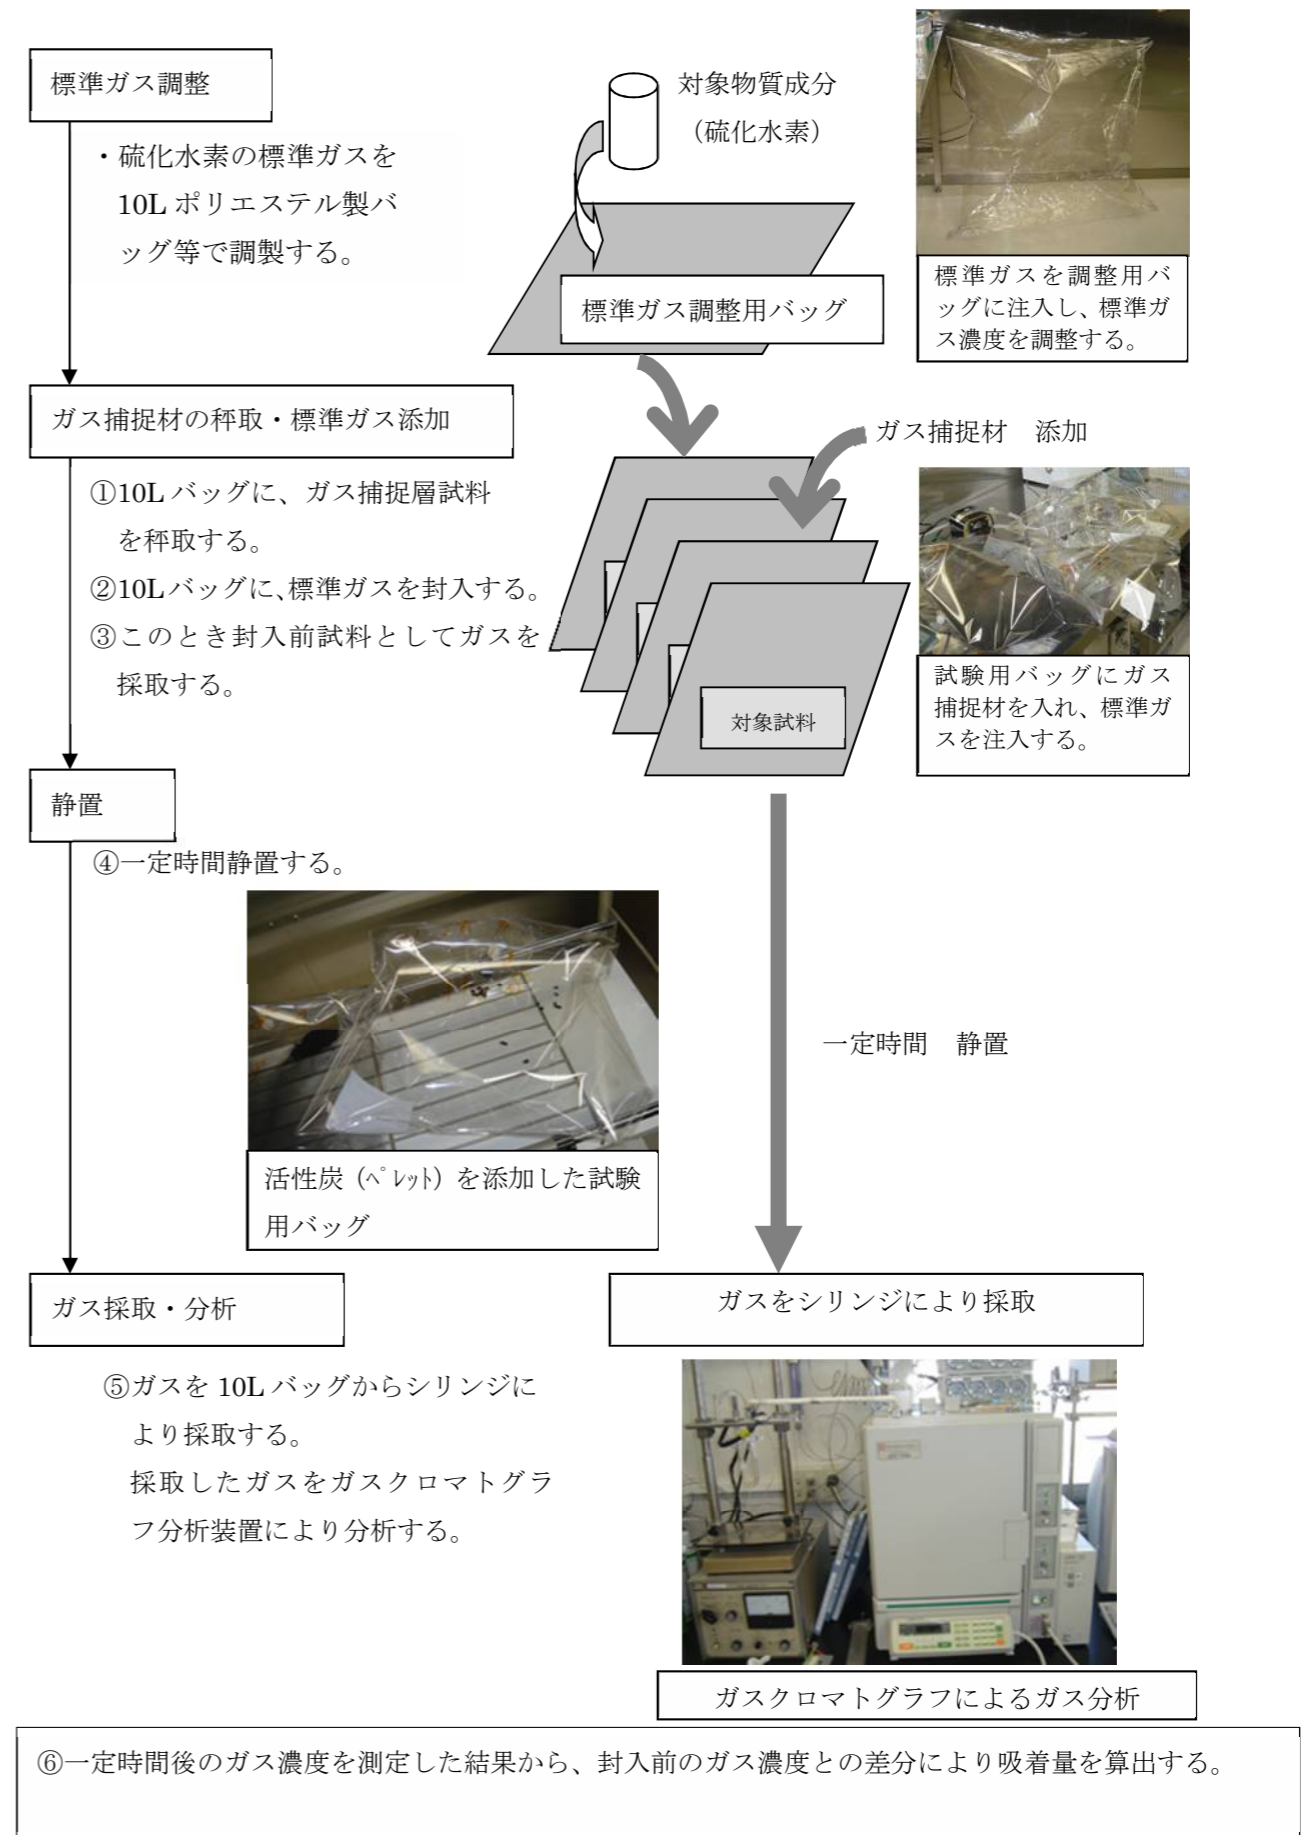 標準ガス調整
・硫化水素の標準ガスを
10L ポリエステル製バ
ッグ等で調製する。
対象物質成分
（硫化水素）
標準ガス調整用バッグ
標準ガスを調整用バ
ッグに注入し、標準ガ
ス濃度を調整する。
ガス捕捉材の秤取・標準ガス添加
①10L バッグに、ガス捕捉層試料
を秤取する。
②10Lバッグに、標準ガスを封入する。
③このとき封入前試料としてガスを
採取する。
ガス捕捉材　添加
対象試料
試験用バッグにガス
捕捉材を入れ、標準ガ
スを注入する。
静置
④一定時間静置する。
活性炭（ﾍﾟﾚｯﾄ）を添加した試験
用バッグ
一定時間　静置
ガス採取・分析
⑤ガスを 10L バッグからシリンジに
より採取する。
採取したガスをガスクロマトグラ
フ分析装置により分析する。
ガスをシリンジにより採取
ガスクロマトグラフによるガス分析
⑥一定時間後のガス濃度を測定した結果から、封入前のガス濃度との差分により吸着量を算出する。